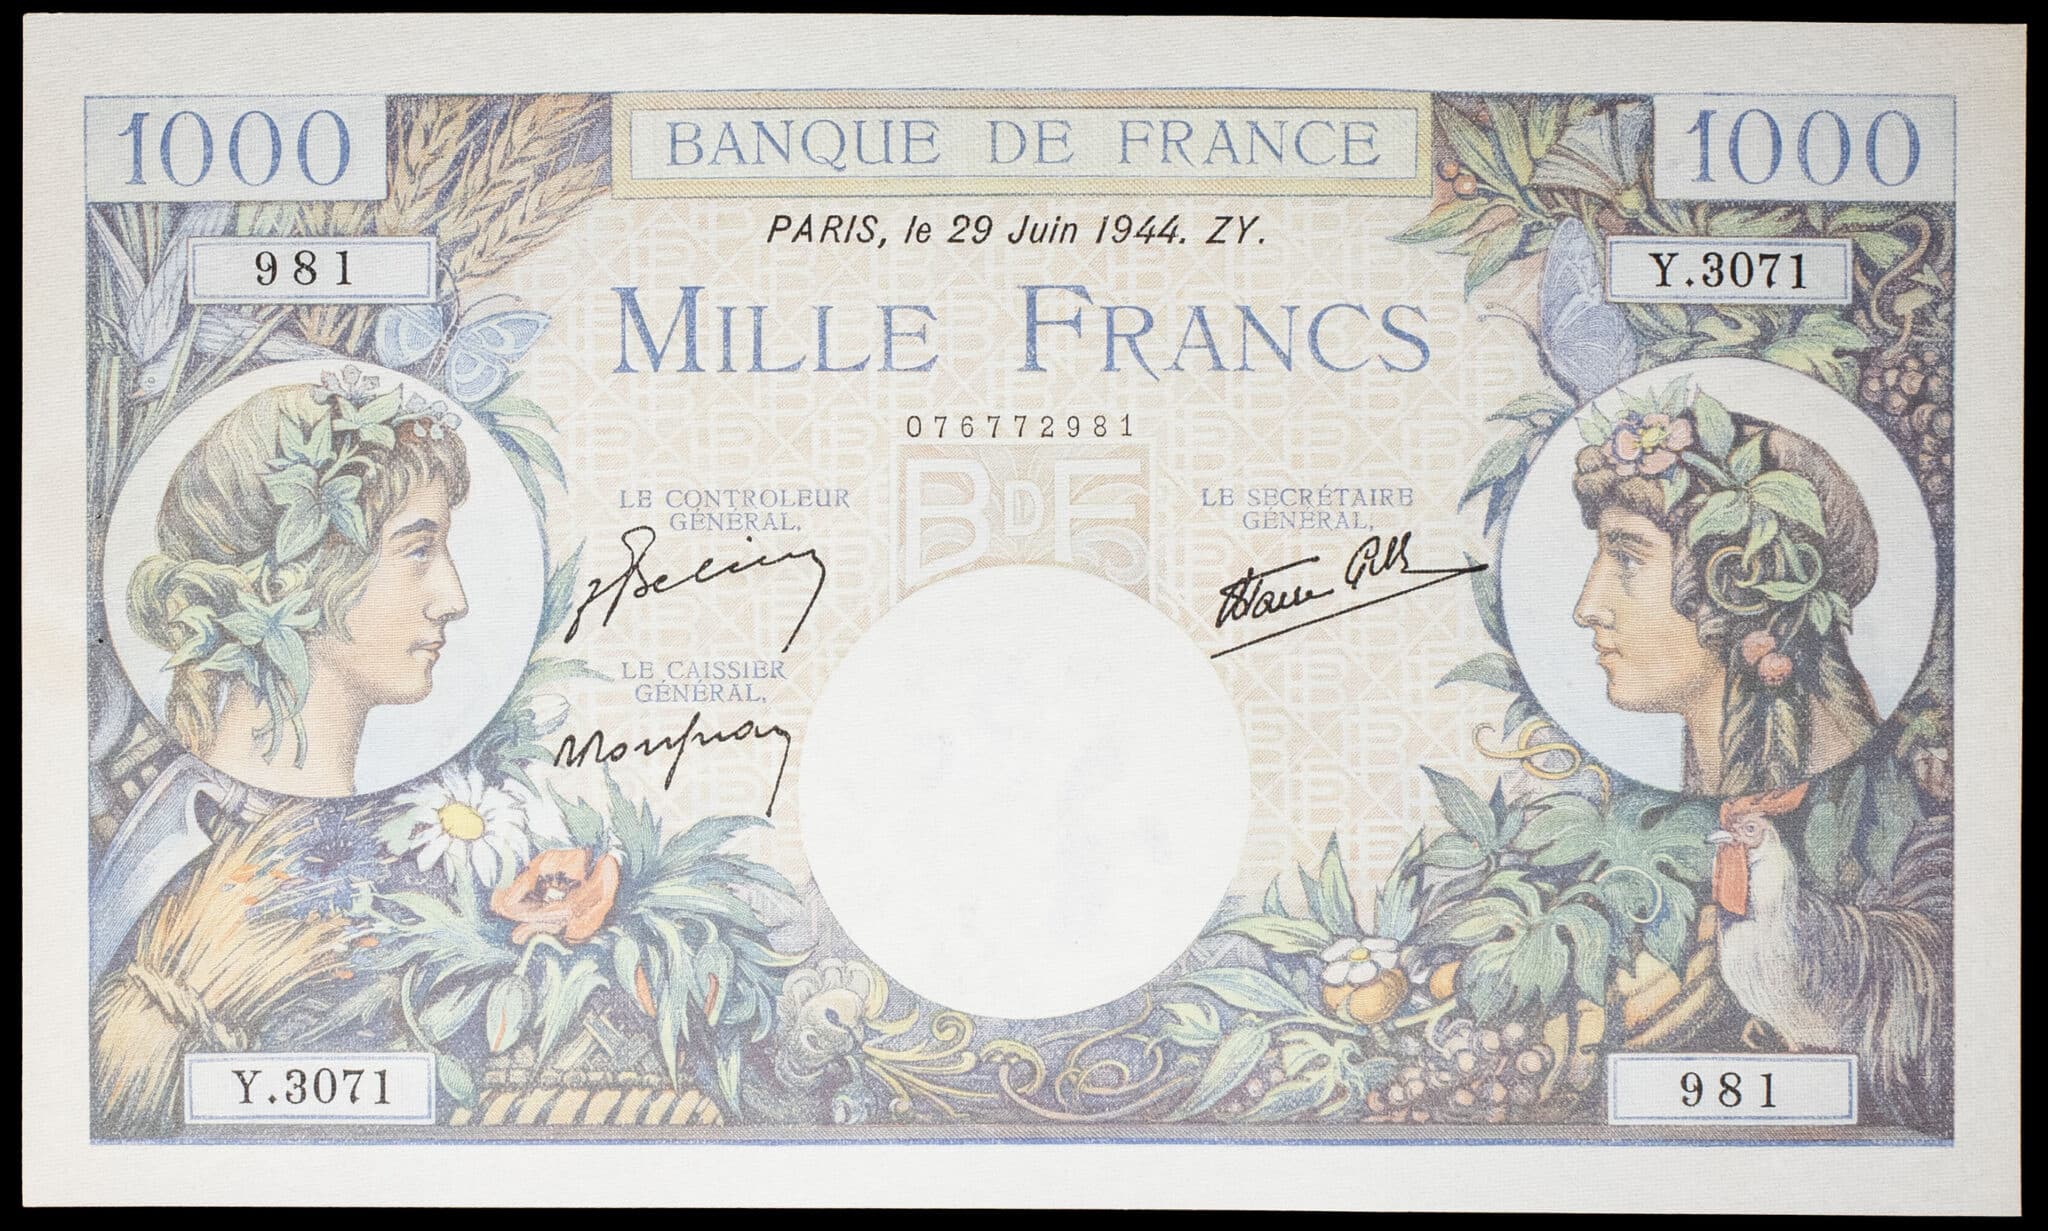 1000
BANQUE DE FRANCE
1000
PARIS, le 29 Juin 1944. ZY.
981
Y.3071
MILLE FRANCS
076772981
BDF
LE CONTROLEUR
GÉNÉRAL,
LE SECRÉTAIRE
GÉNÉRAL,
LE CAISSIER
GÉNÉRAL,
Y.3071
981